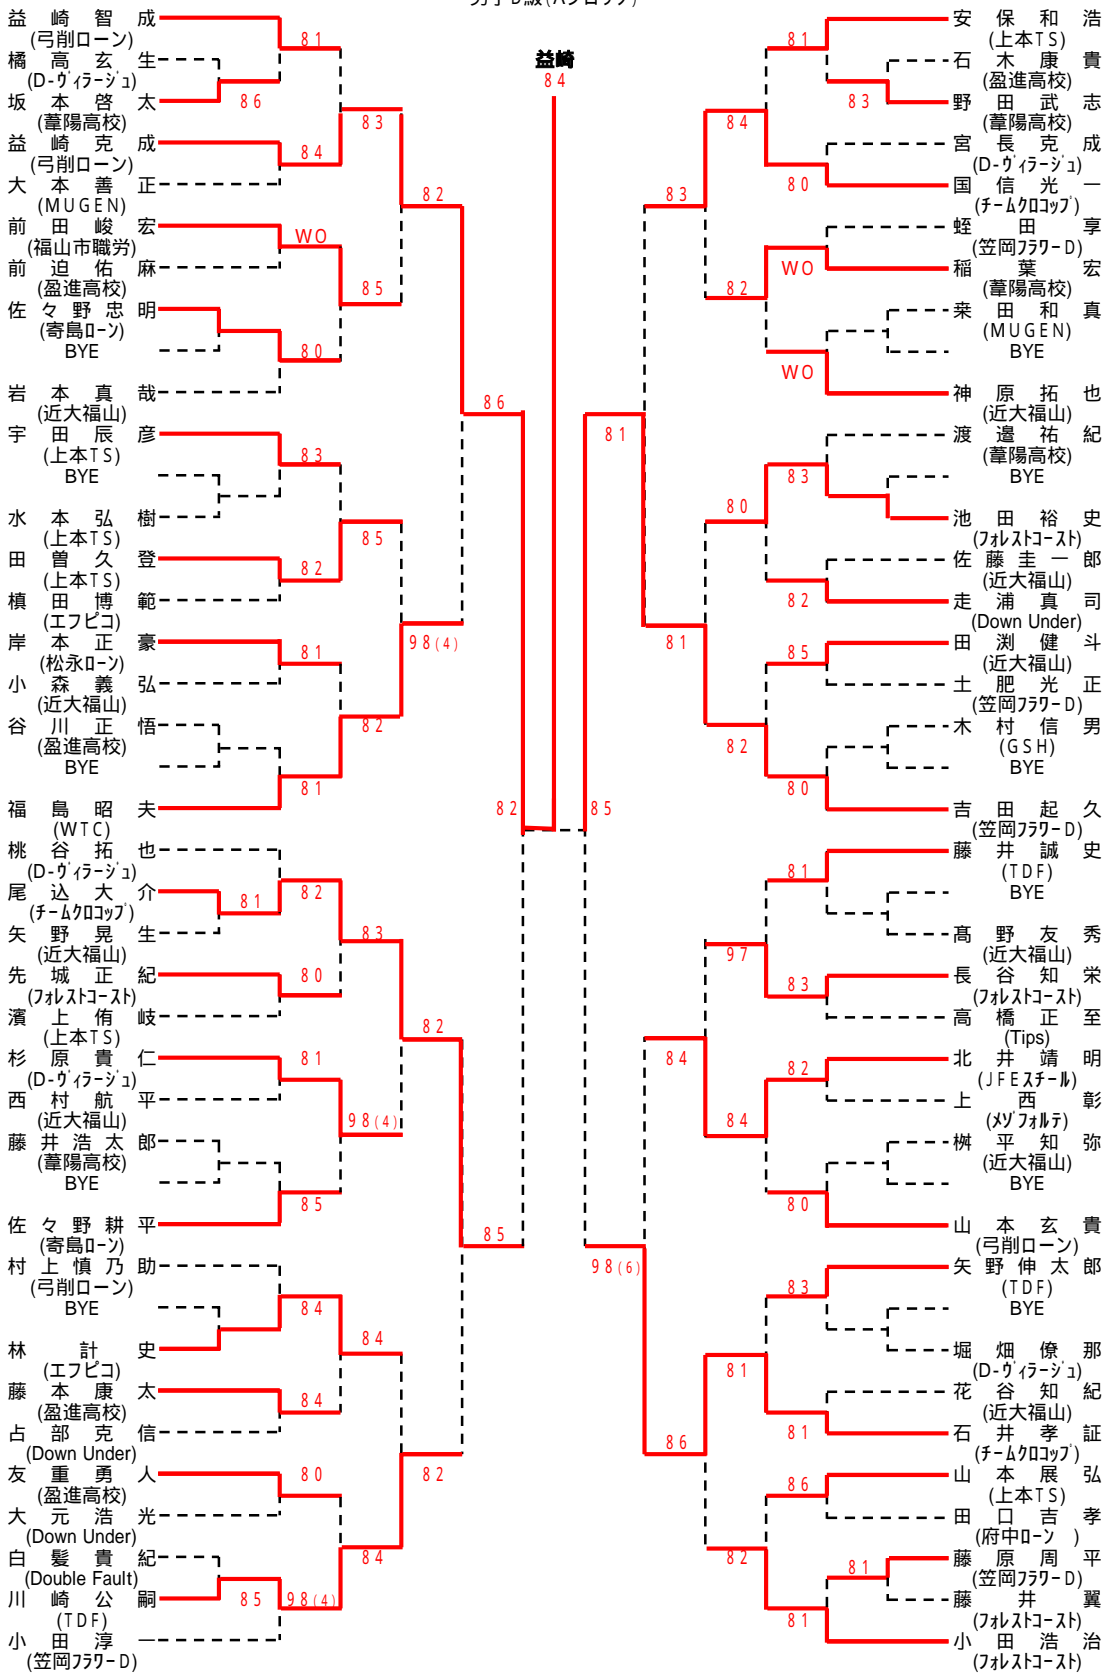 益崎
84
益崎智成
(弓削ローン)
橘高玄生
(D-ヴィラージュ)
坂本啓太
(葦陽高校)
益崎克成
(弓削ローン)
大本善正
(MUGEN)
前田峻宏
(福山市職労)
前迫佑麻
(盈進高校)
佐々野忠明
(寄島ローン)
BYE
岩本真哉
(近大福山)
宇田辰彦
(上本TS)
BYE
水本弘樹
(上本TS)
田曽久登
(上本TS)
槙田博範
(エフピコ)
岸本正豪
(松永ローン)
小森義弘
(近大福山)
谷川正悟
(盈進高校)
BYE
福島昭夫
(WTC)
桃谷拓也
(D-ヴィラージュ)
尾込大介
(チームクロコップ)
矢野晃生
(近大福山)
先城正紀
(フォレストコースト)
濱上侑岐
(上本TS)
杉原貴仁
(D-ヴィラージュ)
西村航平
(近大福山)
藤井浩太郎
(葦陽高校)
BYE
佐々野耕平
(寄島ローン)
村上慎乃助
(弓削ローン)
BYE
林計史
(エフピコ)
藤本康太
(盈進高校)
占部克信
(Down Under)
友重勇人
(盈進高校)
大元浩光
(Down Under)
白髪貴紀
(Double Fault)
川崎公嗣
(TDF)
小田淳一
(笠岡フラワーD)
81
86
83
84
82
WO
85
80
86
83
85
82
98(4)
81
82
81
82
82
81
83
80
82
81
98(4)
85
85
84
84
84
82
80
84
85
98(4)
安保和浩
(上本TS)
石木康貴
(盈進高校)
野田武志
(葦陽高校)
宮長克成
(D-ヴィラージュ)
国信光一
(チームクロコップ)
蛭田享
(笠岡フラワーD)
稲葉宏
(葦陽高校)
桒田和真
(MUGEN)
BYE
神原拓也
(近大福山)
渡邉祐紀
(葦陽高校)
BYE
池田裕史
(フォレストコースト)
佐藤圭一郎
(近大福山)
走浦真司
(Down Under)
田渕健斗
(近大福山)
土肥光正
(笠岡フラワーD)
木村信男
(GSH)
BYE
吉田起久
(笠岡フラワーD)
藤井誠史
(TDF)
BYE
髙野友秀
(近大福山)
長谷知栄
(フォレストコースト)
高橋正至
(Tips)
北井靖明
(JFEスチール)
上西彰
(メゾフォルテ)
桝平知弥
(近大福山)
BYE
山本玄貴
(弓削ローン)
矢野伸太郎
(TDF)
BYE
堀畑僚那
(D-ヴィラージュ)
花谷知紀
(近大福山)
石井孝証
(チームクロコップ)
山本展弘
(上本TS)
田口吉孝
(府中ローン )
藤原周平
(笠岡フラワーD)
藤井翼
(フォレストコースト)
小田浩治
(フォレストコースト)
81
83
84
80
83
WO
82
WO
81
83
80
82
81
85
82
80
85
81
97
83
84
82
84
80
98(6)
83
81
81
86
86
82
81
81